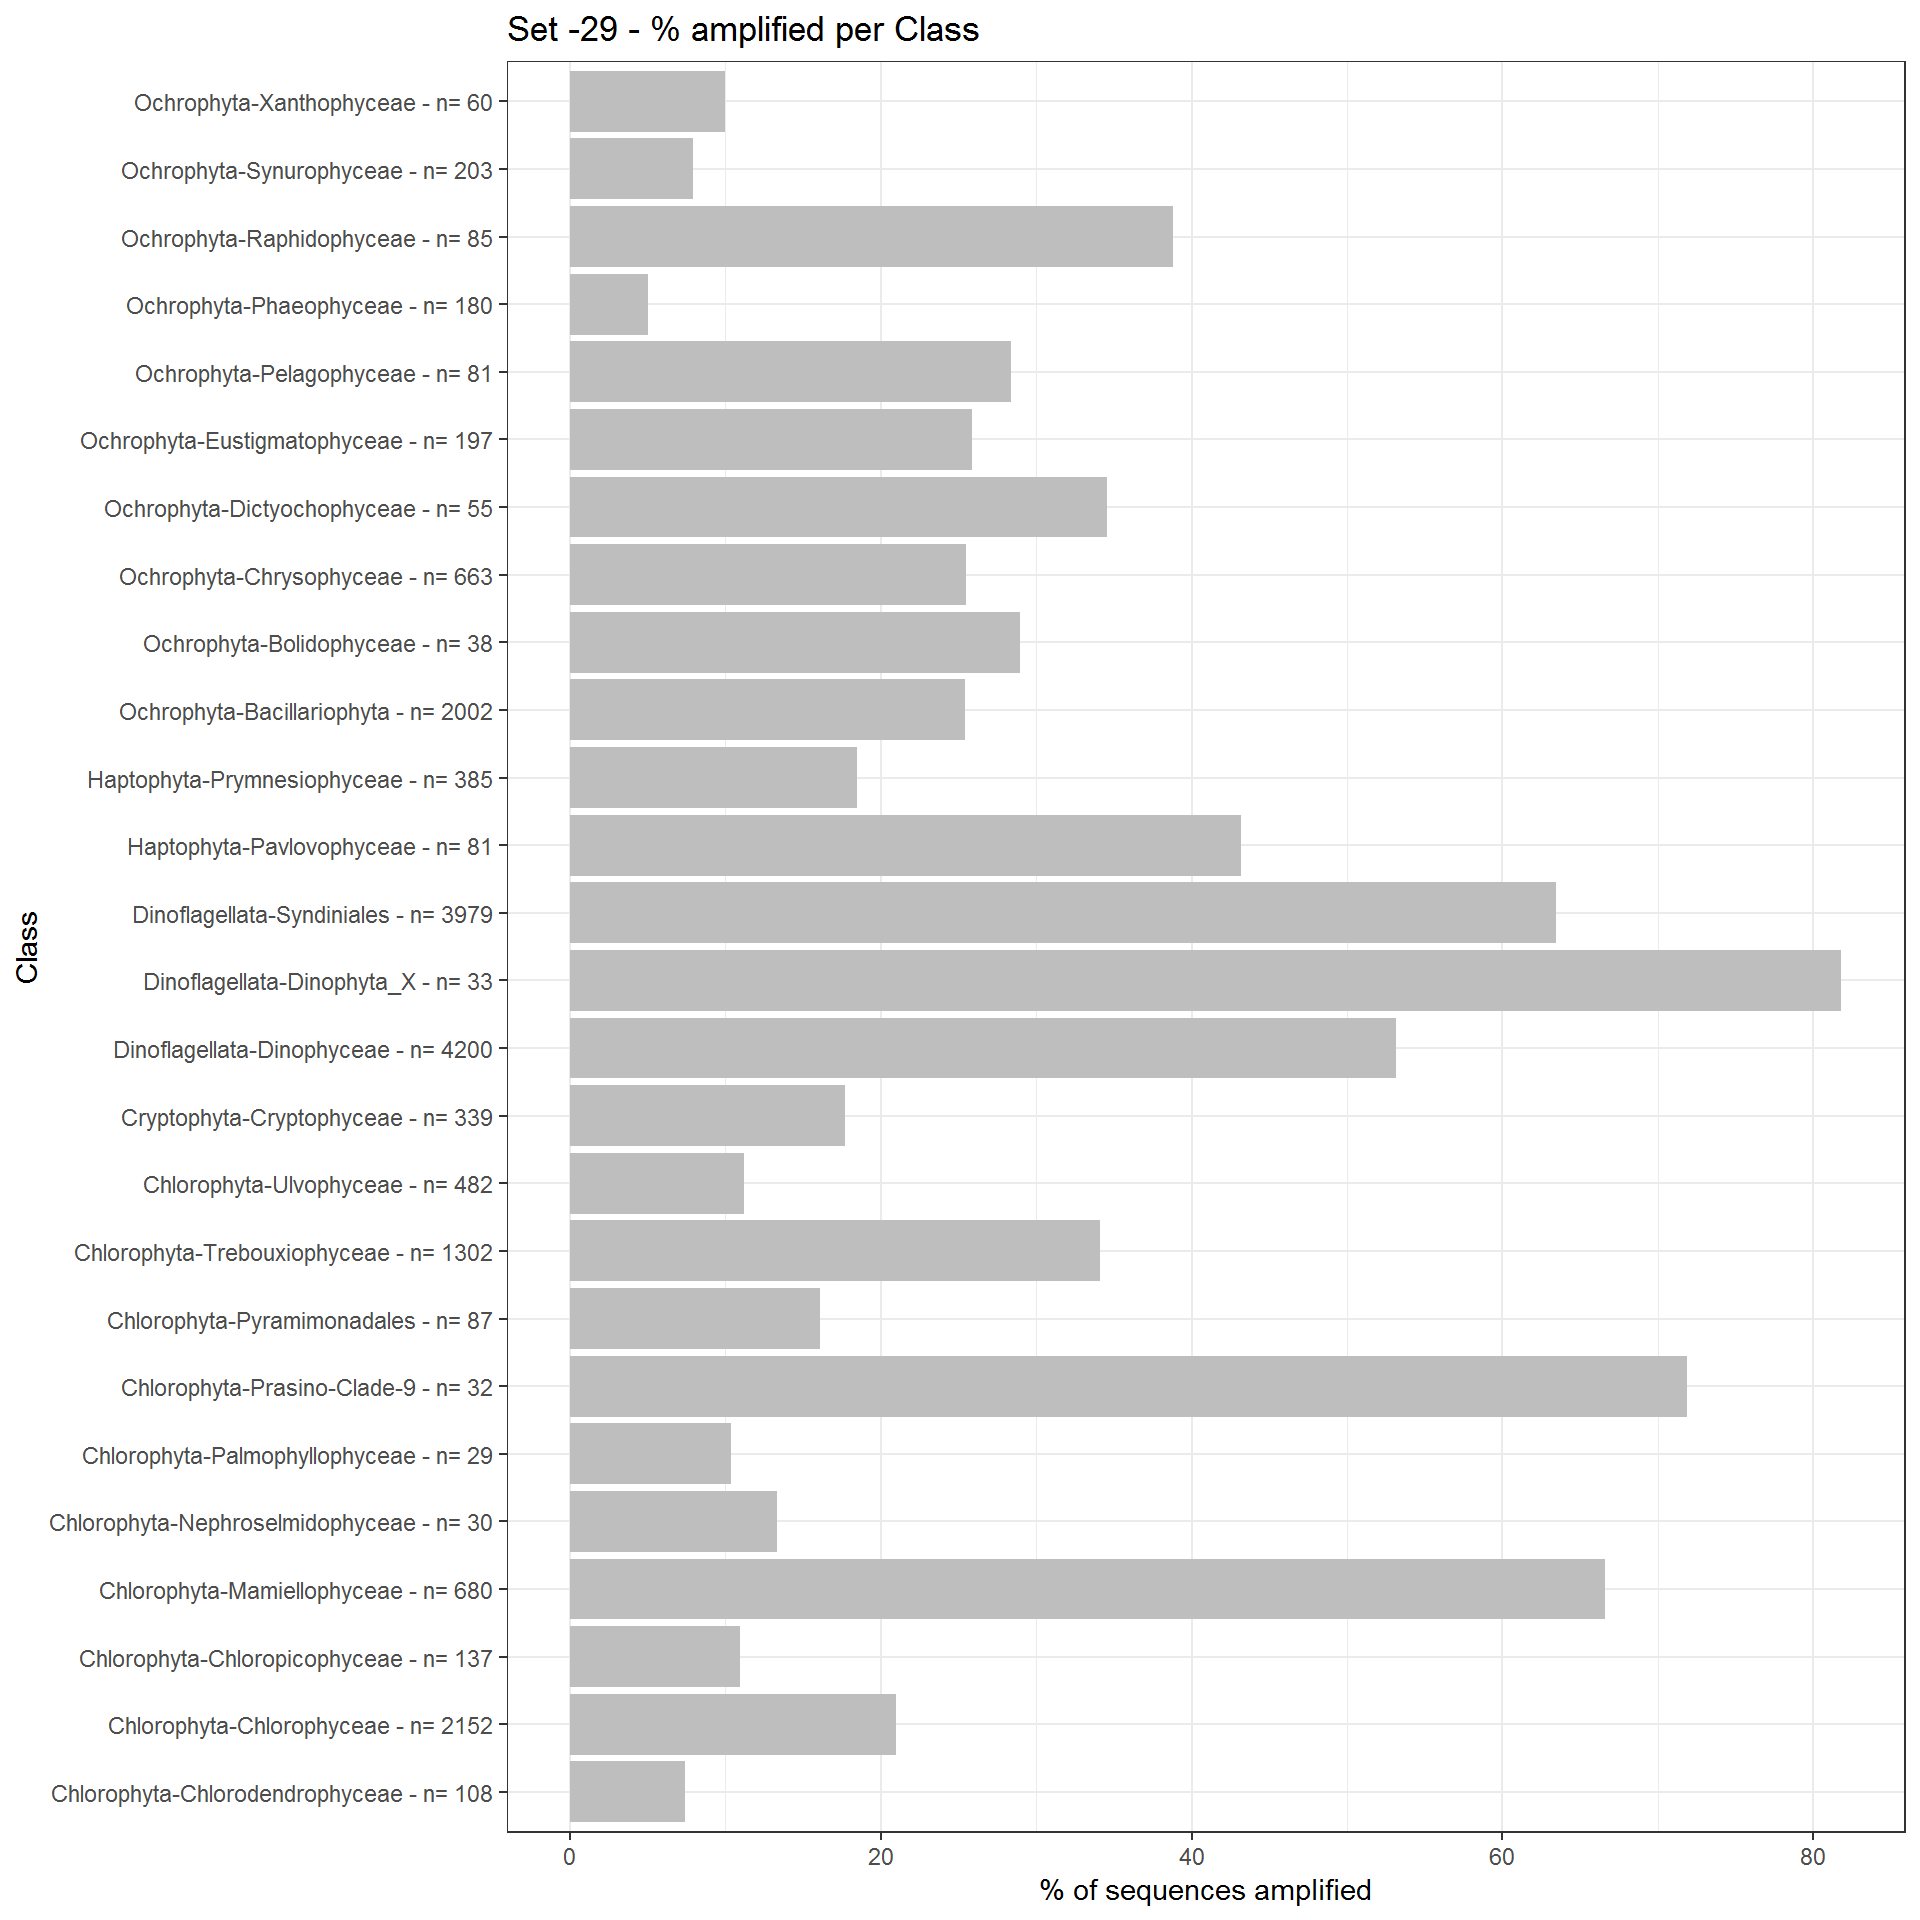 Set -29 - % amplified per Class
Class
Ochrophyta-Xanthophyceae - n= 60
Ochrophyta-Synurophyceae - n= 203
Ochrophyta-Raphidophyceae - n= 85
Ochrophyta-Phaeophyceae - n= 180
Ochrophyta-Pelagophyceae - n= 81
Ochrophyta-Eustigmatophyceae - n= 197
Ochrophyta-Dictyochophyceae - n= 55
Ochrophyta-Chrysophyceae - n= 663
Ochrophyta-Bolidophyceae - n= 38
Ochrophyta-Bacillariophyta - n= 2002
Haptophyta-Prymnesiophyceae - n= 385
Haptophyta-Pavlovophyceae - n= 81
Dinoflagellata-Syndiniales - n= 3979
Dinoflagellata-Dinophyta_X - n= 33
Dinoflagellata-Dinophyceae - n= 4200
Cryptophyta-Cryptophyceae - n= 339
Chlorophyta-Ulvophyceae - n= 482
Chlorophyta-Trebouxiophyceae - n= 1302
Chlorophyta-Pyramimonadales - n= 87
Chlorophyta-Prasino-Clade-9 - n= 32
Chlorophyta-Palmophyllophyceae - n= 29
Chlorophyta-Nephroselmidophyceae - n= 30
Chlorophyta-Mamiellophyceae - n= 680
Chlorophyta-Chloropicophyceae - n= 137
Chlorophyta-Chlorophyceae - n= 2152
Chlorophyta-Chlorodendrophyceae - n= 108
0 20 40 60 80
% of sequences amplified